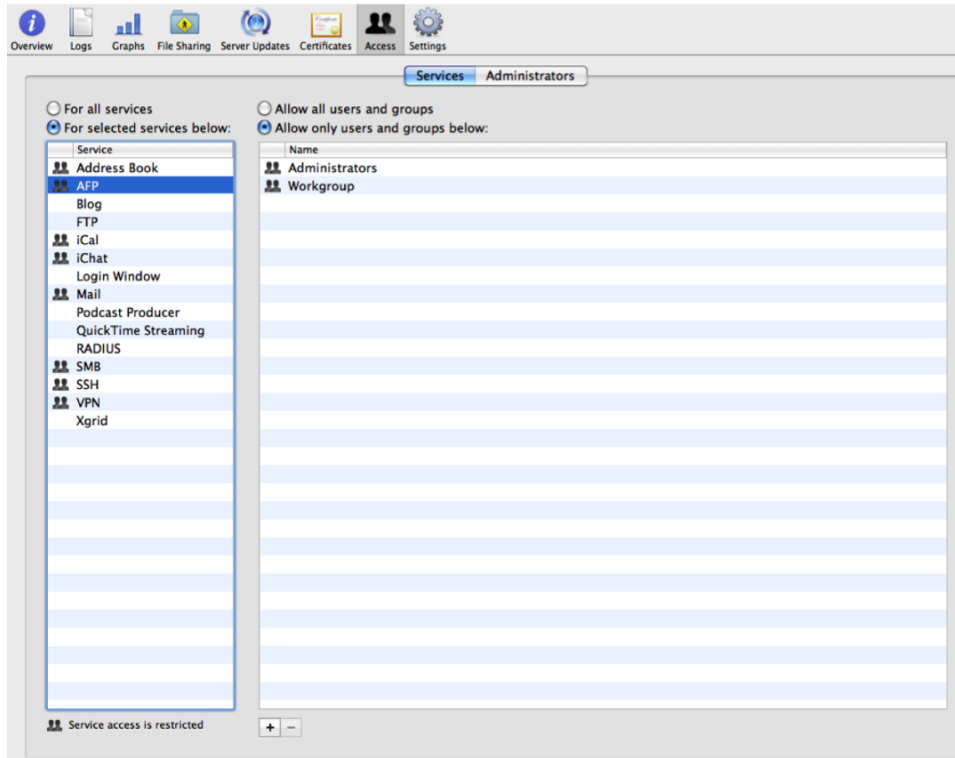 Overview Logs Graphs File Sharing Server Updates Certificates Access Settings
Services Administrators
For all services
For selected services below:
Service
Address Book
AFP
Blog
FTP
iCal
iChat
Login Window
Mail
Podcast Producer
QuickTime Streaming
RADIUS
SMB
SSH
VPN
Xgrid
Service access is restricted
Allow all users and groups
Allow only users and groups below:
Name
Administrators
Workgroup